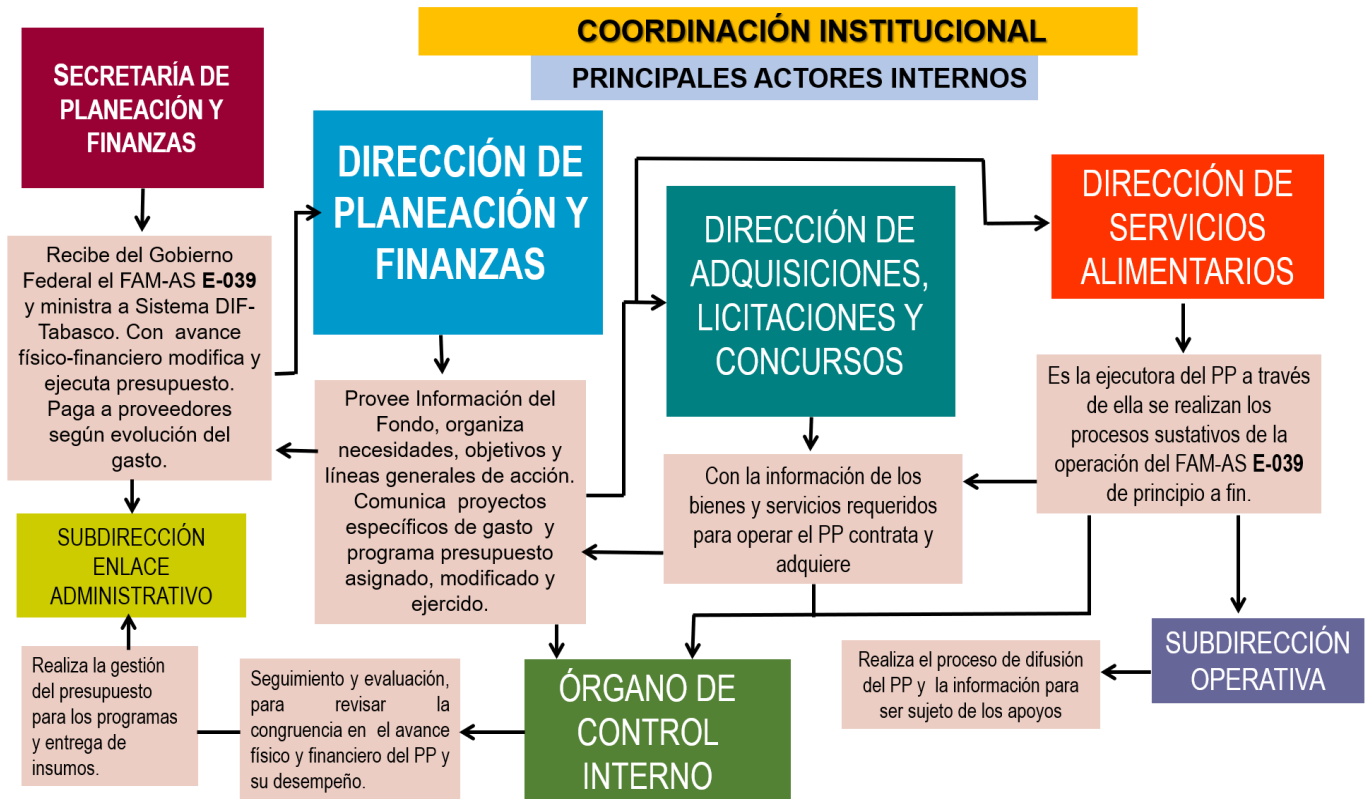 COORDINACIÓN INSTITUCIONAL
PRINCIPALES ACTORES INTERNOS
SECRETARÍA DE
PLANEACIÓN Y
FINANZAS
Recibe del Gobierno
Federal el FAM-AS E-039
y ministra a Sistema DIF-
Tabasco. Con avance
físico-financiero modifica y
ejecuta presupuesto.
Paga a proveedores
según evolución del
gasto.
SUBDIRECCIÓN
ENLACE
ADMINISTRATIVO
Realiza la gestión
del presupuesto
para los programas
y entrega de
insumos.
DIRECCIÓN DE
PLANEACIÓN Y
FINANZAS
Provee Información del
Fondo, organiza
necesidades, objetivos y
líneas generales de acción.
Comunica proyectos
específicos de gasto y
programa presupuesto
asignado, modificado y
ejercido.
Seguimiento y evaluación,
para revisar la
congruencia en el avance
físico y financiero del PP y
su desempeño.
ÓRGANO DE
CONTROL
INTERNO
DIRECCIÓN DE
ADQUISICIONES,
LICITACIONES Y
CONCURSOS
Con la información de los
bienes y servicios requeridos
para operar el PP contrata y
adquiere
DIRECCIÓN DE
SERVICIOS
ALIMENTARIOS
Es la ejecutora del PP a través
de ella se realizan los
procesos sustativos de la
operación del FAM-AS E-039
de principio a fin.
SUBDIRECCIÓN
OPERATIVA
Realiza el proceso de difusión
del PP y la información para
ser sujeto de los apoyos